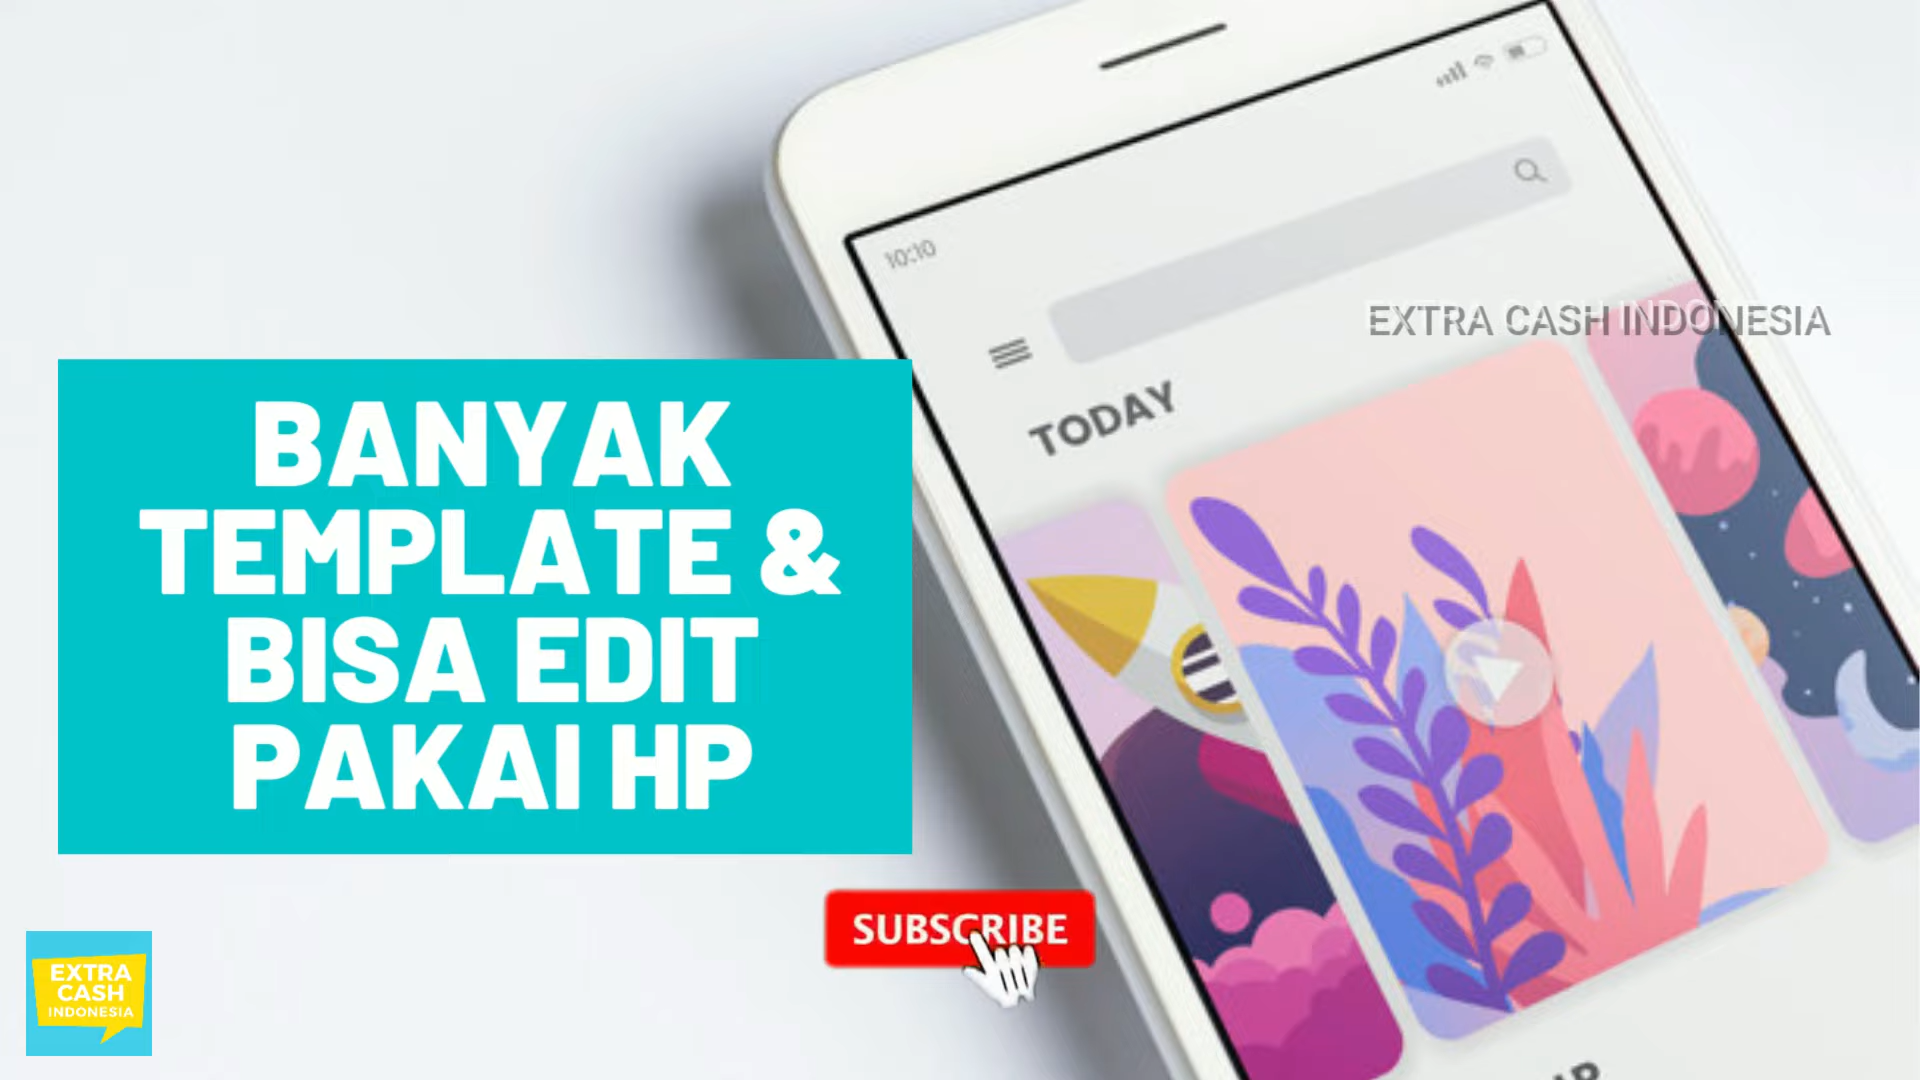 10:10
EXTRA CASH INDONESIA
TODAY
BANYAK
TEMPLATE &
BISA EDIT
PAKAI HP
SUBSCRIBE
EXTRA
CASH
INDONESIA